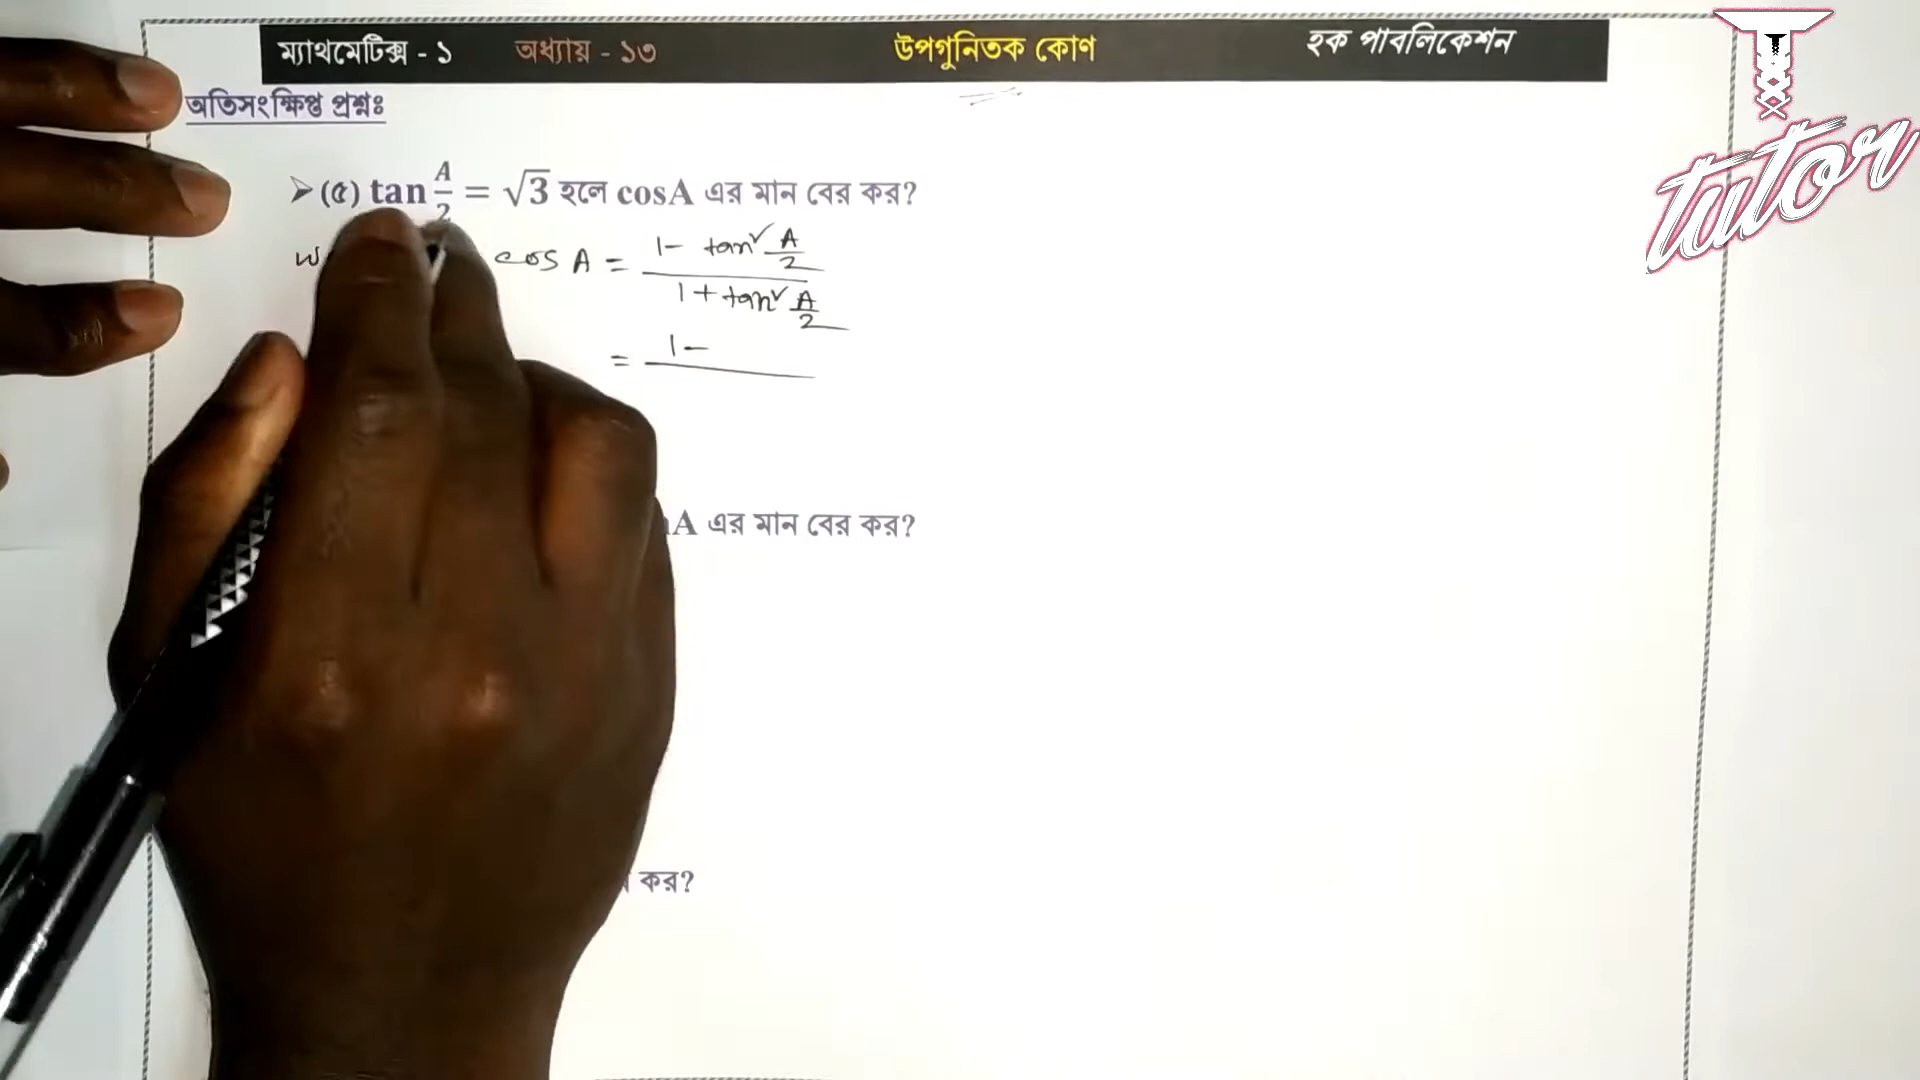 ম্যাথমেটিক্স - ১ অধ্যায় - ১৩ উপগুনিতক কোণ হক পাবলিকেশন
T
tutor
অতিসংক্ষিপ্ত প্রশ্নঃ
➤(৫) tan A/2 = √3 হলে cosA এর মান বের কর?
cos A = (1 - tan² A/2) / (1 + tan² A/2)
= 1 -
A এর মান বের কর?
কর?